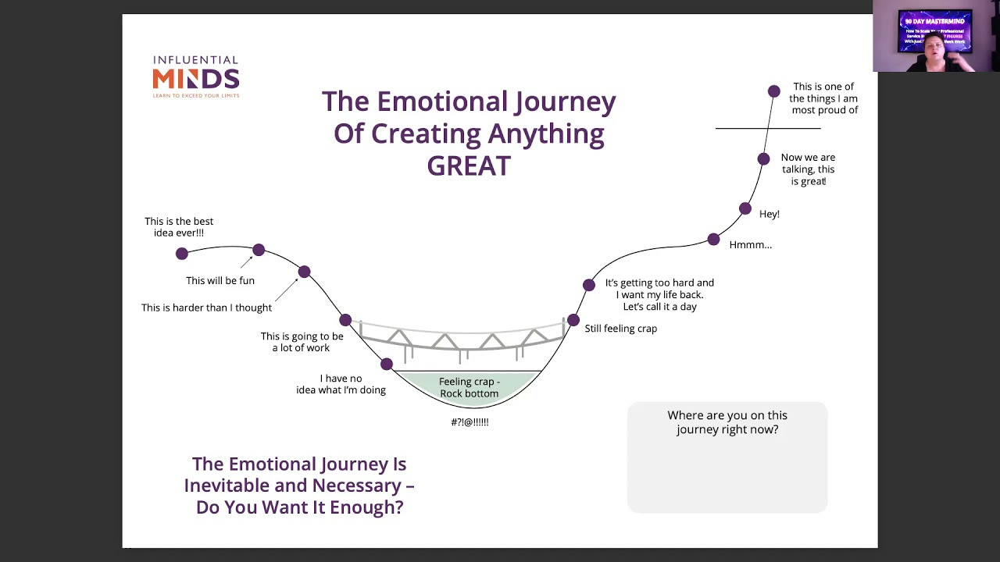 INFLUENTIAL
MINDS
LEARN TO EXCEED YOUR LIMITS
90 DAY MASTERMIND
The Emotional Journey
Of Creating Anything
GREAT
This is one of
the things I am
most proud of
Now we are
talking, this
is great!
Hey!
Hmmm...
This is the best
idea ever!!!
This will be fun
This is harder than I thought
It's getting too hard and
I want my life back.
Let's call it a day
Still feeling crap
This is going to be
a lot of work
I have no
idea what I'm doing
Feeling crap -
Rock bottom
#?!@!!!!!!
Where are you on this
journey right now?
The Emotional Journey Is
Inevitable and Necessary –
Do You Want It Enough?